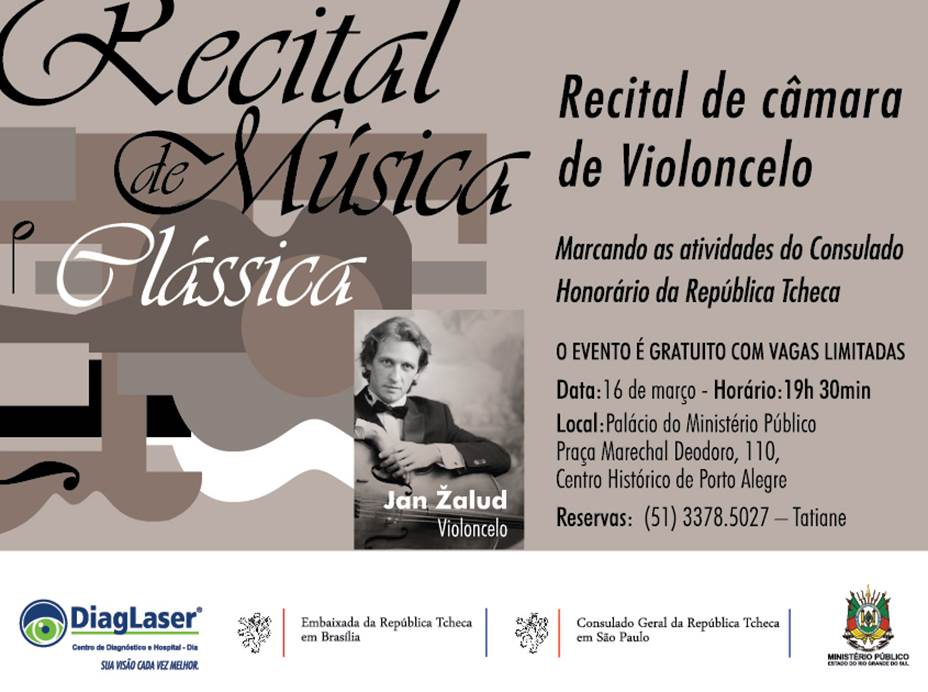 Recital
de Música
Clássica
Recital de câmara
de Violoncelo
Marcando as atividades do Consulado
Honorário da República Tcheca
O EVENTO É GRATUITO COM VAGAS LIMITADAS
Data:16 de março - Horário:19h 30min
Local:Palácio do Ministério Público
Praça Marechal Deodoro, 110,
Centro Histórico de Porto Alegre
Reservas: (51) 3378.5027 – Tatiane
Jan Žalud
Violoncelo
DiagLaser®
Centro de Diagnóstico e Hospital - Dia
SUA VISÃO CADA VEZ MELHOR.
Embaixada da República Tcheca
em Brasília
Consulado Geral da República Tcheca
em São Paulo
MINISTÉRIO PÚBLICO
ESTADO DO RIO GRANDE DO SUL